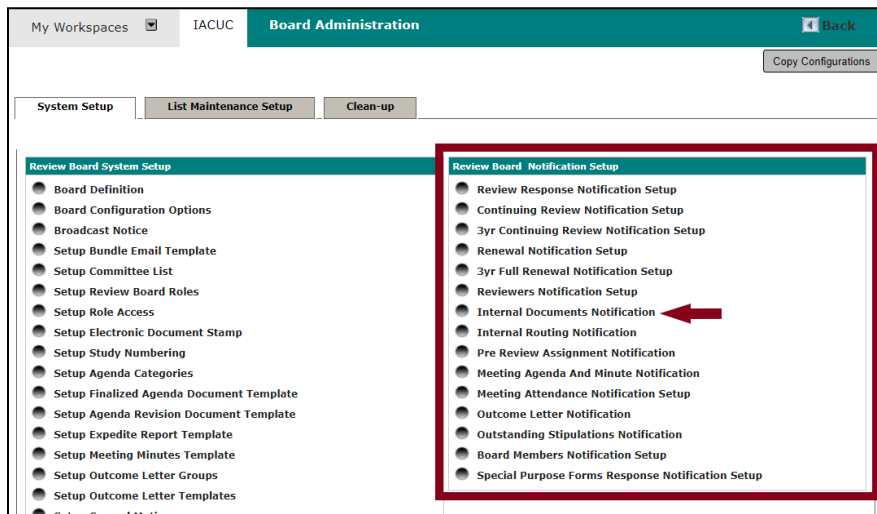 My Workspaces IACUC Board Administration Back
Copy Configurations
System Setup List Maintenance Setup Clean-up
Review Board System Setup
Board Definition
Board Configuration Options
Broadcast Notice
Setup Bundle Email Template
Setup Committee List
Setup Review Board Roles
Setup Role Access
Setup Electronic Document Stamp
Setup Study Numbering
Setup Agenda Categories
Setup Finalized Agenda Document Template
Setup Agenda Revision Document Template
Setup Expedite Report Template
Setup Meeting Minutes Template
Setup Outcome Letter Groups
Setup Outcome Letter Templates
Review Board Notification Setup
Review Response Notification Setup
Continuing Review Notification Setup
3yr Continuing Review Notification Setup
Renewal Notification Setup
3yr Full Renewal Notification Setup
Reviewers Notification Setup
Internal Documents Notification
Internal Routing Notification
Pre Review Assignment Notification
Meeting Agenda And Minute Notification
Meeting Attendance Notification Setup
Outcome Letter Notification
Outstanding Stipulations Notification
Board Members Notification Setup
Special Purpose Forms Response Notification Setup